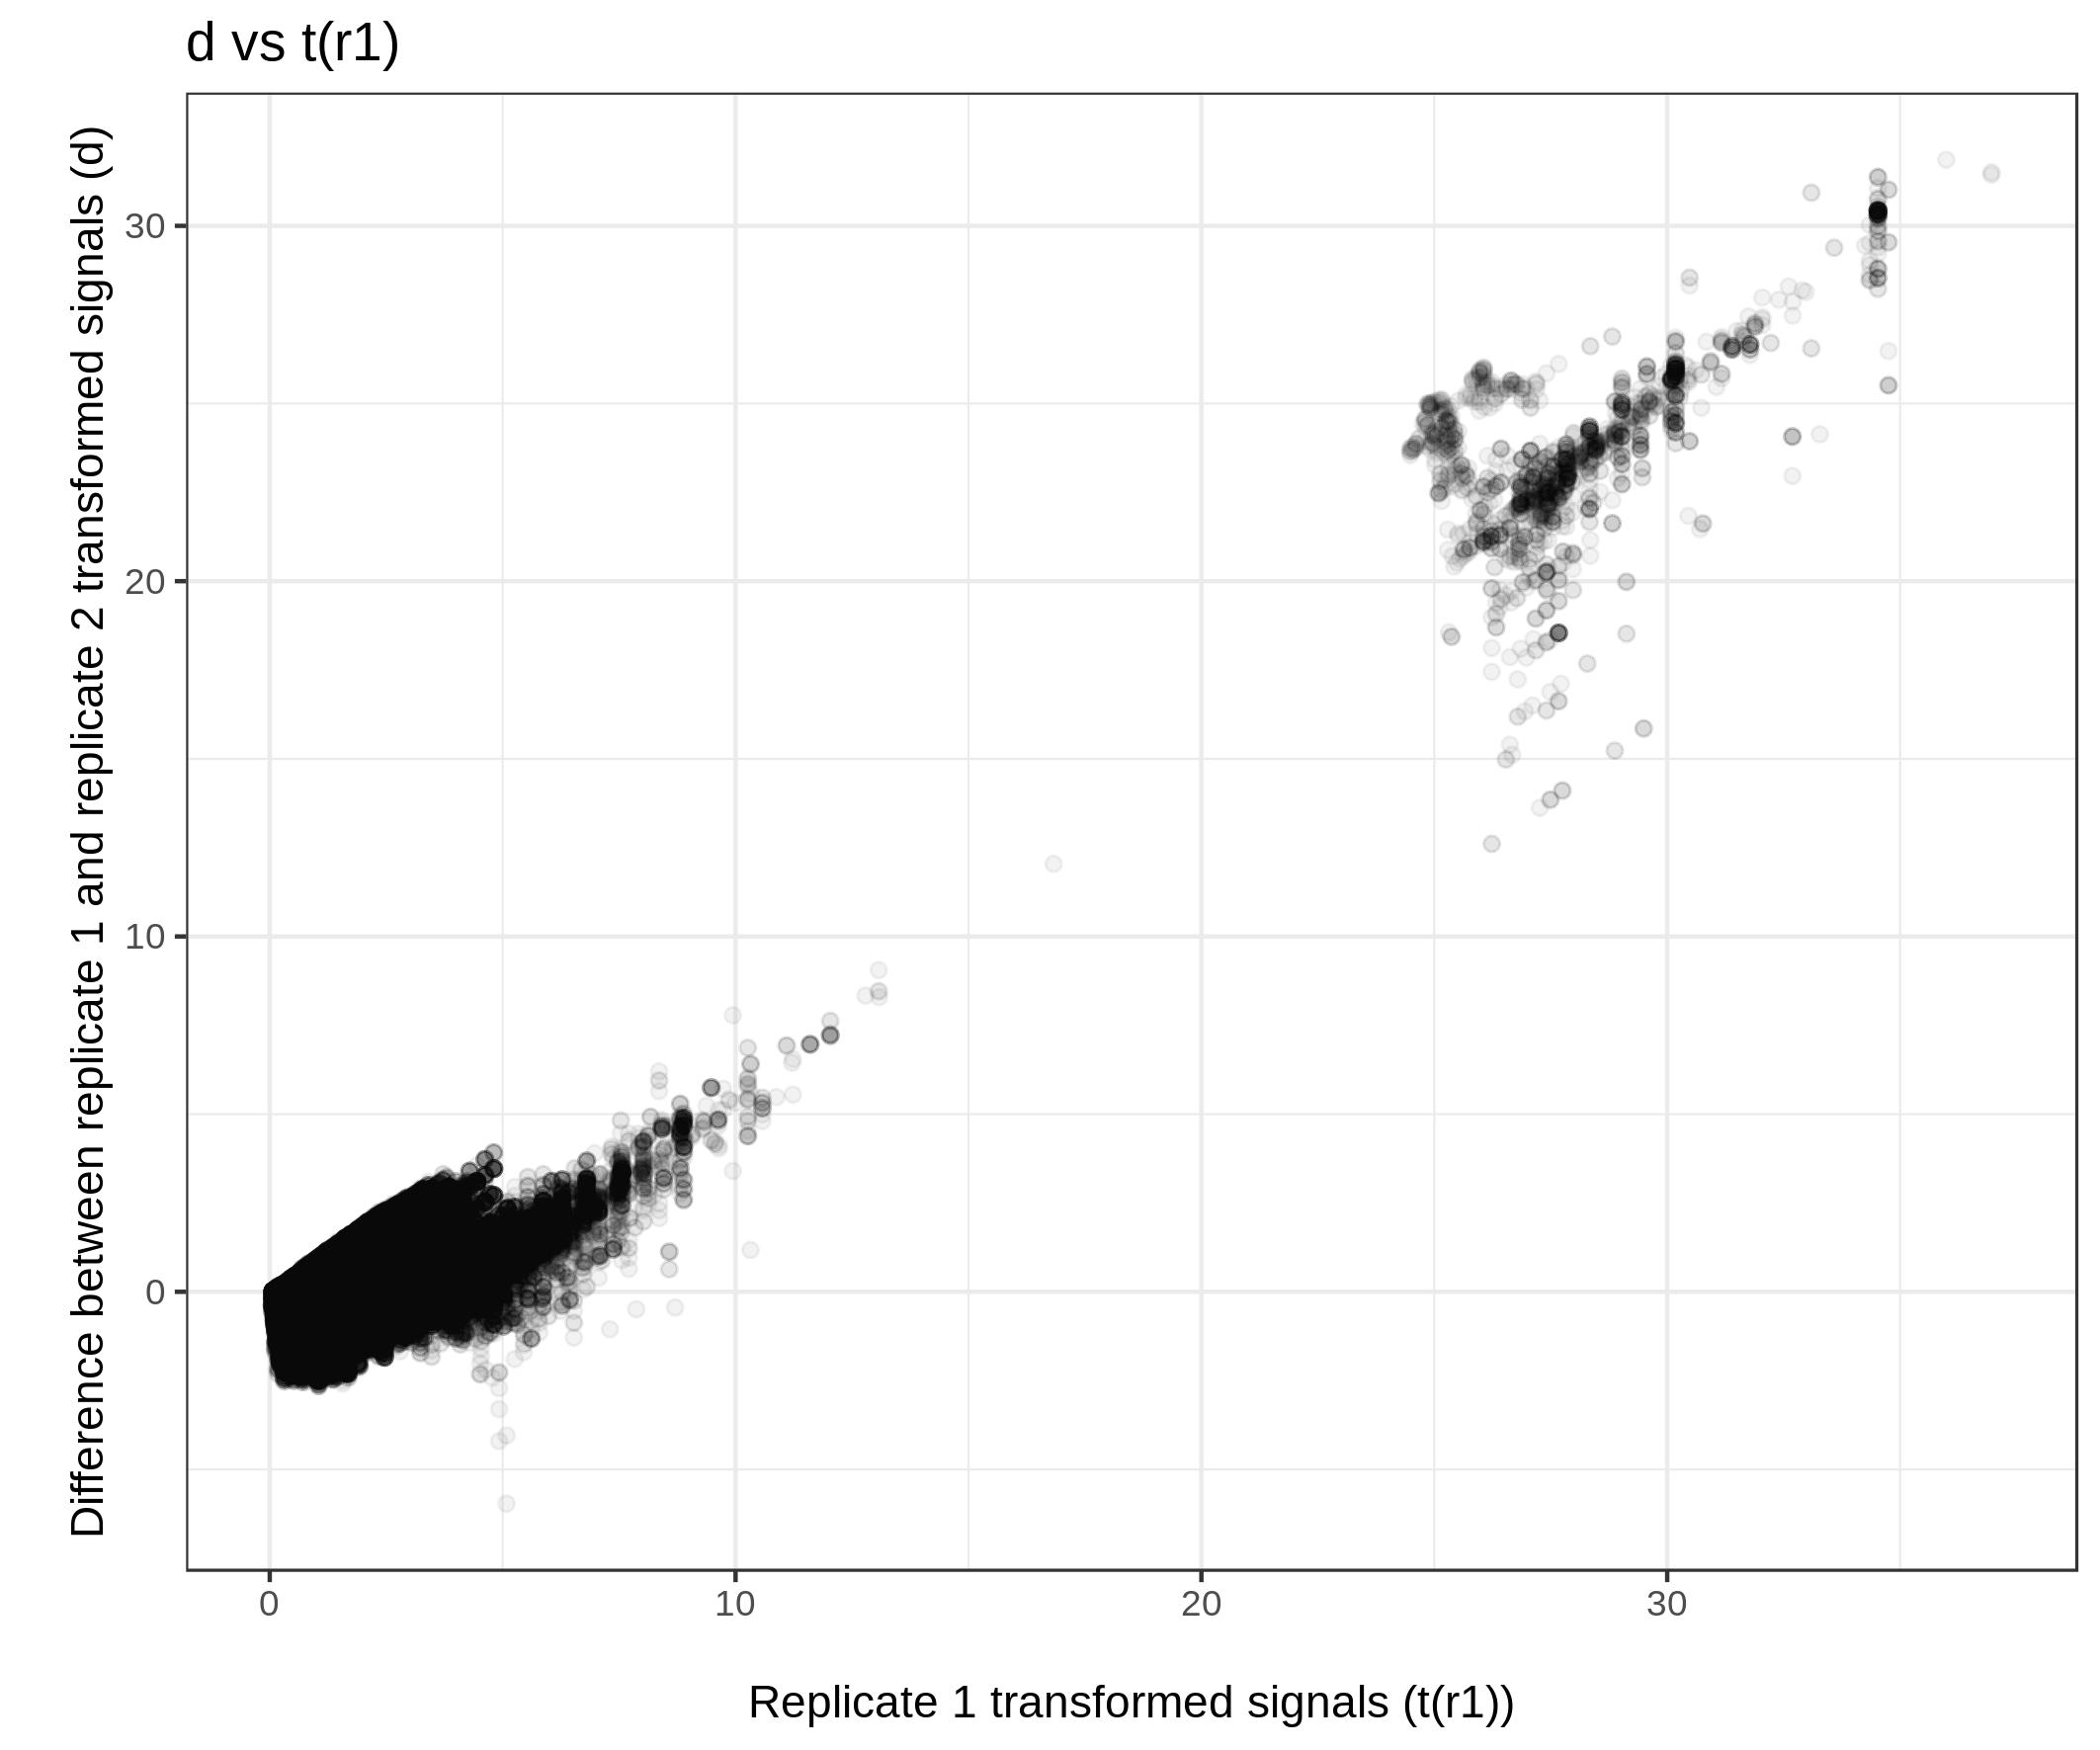 d vs t(r1)
Difference between replicate 1 and replicate 2 transformed signals (d)
30
20
10
0
0 10 20 30
Replicate 1 transformed signals (t(r1))